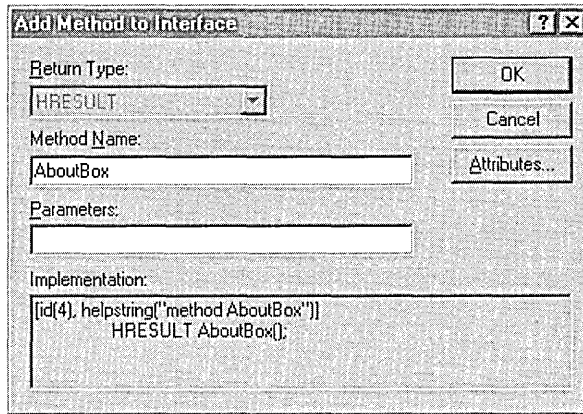 Add Method to Interface
Return Type:
HRESULT
OK
Cancel
Attributes...
Method Name:
AboutBox
Parameters:
Implementation:
[id(4), helpstring("method AboutBox")]
HRESULT AboutBox();